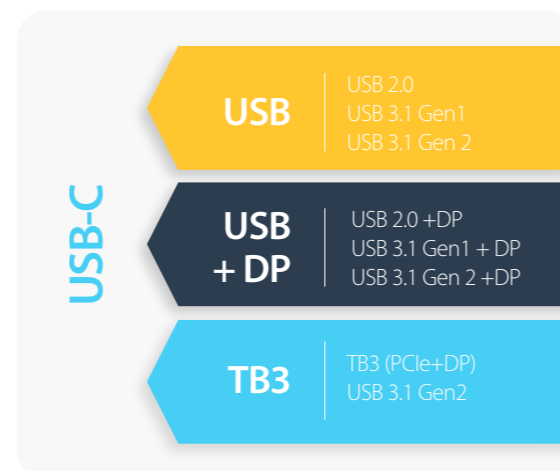 USB-C
USB
USB 2.0
USB 3.1 Gen1
USB 3.1 Gen 2
USB
+ DP
USB 2.0 +DP
USB 3.1 Gen1 + DP
USB 3.1 Gen 2 +DP
TB3
TB3 (PCIe+DP)
USB 3.1 Gen2